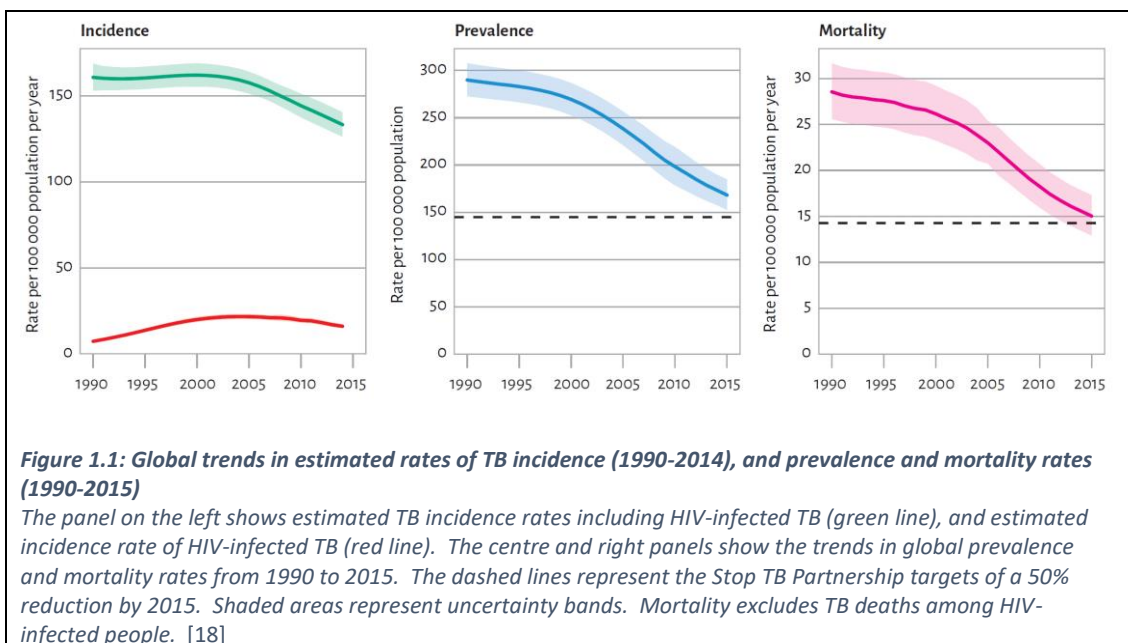 Incidence
Prevalence
Mortality
Rate per 100 000 population per year
150
100
50
0
1990 1995 2000 2005 2010 2015
Rate per 100 000 population
300
250
200
150
200
50
0
1990 1995 2000 2005 2010 2015
Rate per 100 000 population per year
30
25
20
15
10
5
0
1990 1995 2000 2005 2010 2015
Figure 1.1: Global trends in estimated rates of TB incidence (1990-2014), and prevalence and mortality rates
(1990-2015)
The panel on the left shows estimated TB incidence rates including HIV-infected TB (green line), and estimated
incidence rate of HIV-infected TB (red line). The centre and right panels show the trends in global prevalence
and mortality rates from 1990 to 2015. The dashed lines represent the Stop TB Partnership targets of a 50%
reduction by 2015. Shaded areas represent uncertainty bands. Mortality excludes TB deaths among HIV-
infected people. [18]